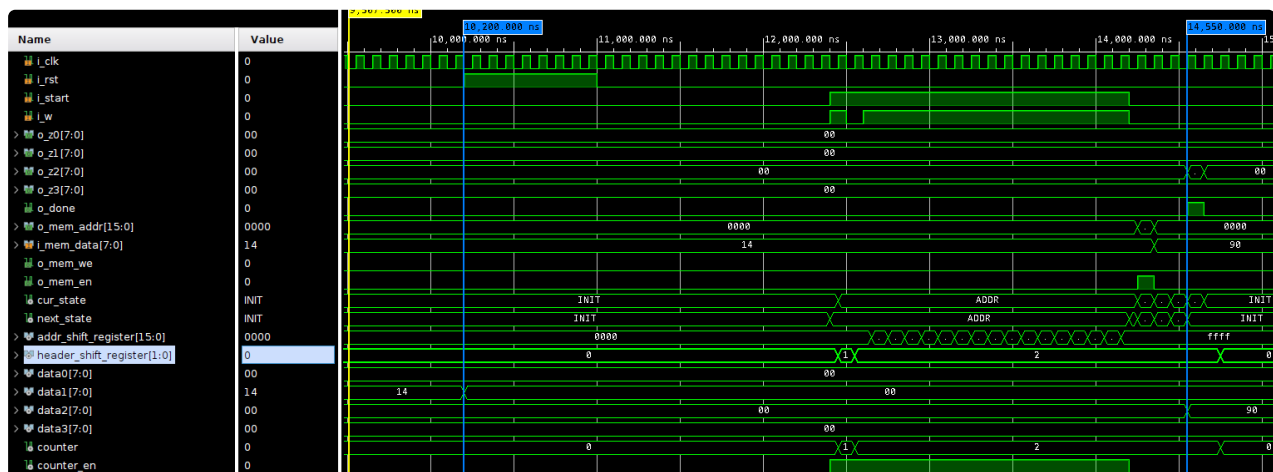 9,367.500 ns
10,200.000 ns 14,550.000 ns
Name Value 10,000.000 ns 11,000.000 ns 12,000.000 ns 13,000.000 ns 14,000.000 ns 15
i_clk 0
i_rst 0
i_start 0
i_w 0
o_z0[7:0] 00 00
o_z1[7:0] 00 00
o_z2[7:0] 00 00 . 00
o_z3[7:0] 00 00
o_done 0
o_mem_addr[15:0] 0000 0000 . 0000
i_mem_data[7:0] 14 14 90
o_mem_we 0
o_mem_en 0
cur_state INIT INIT ADDR . . . . INIT
next_state INIT INIT ADDR . . . . INIT
addr_shift_register[15:0] 0000 0000 . . . . . . . . . . . . . . . ffff
header_shift_register[1:0] 0 0 1 2 0
data0[7:0] 00 00
data1[7:0] 14 14 00
data2[7:0] 00 00 90
data3[7:0] 00 00
counter 0 0 1 2 0
counter_en 0